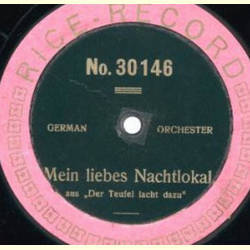 RICE-RECORD
No. 30146
GERMAN ORCHESTER
Mein liebes Nachtlokal
aus „Der Teufel lacht dazu"